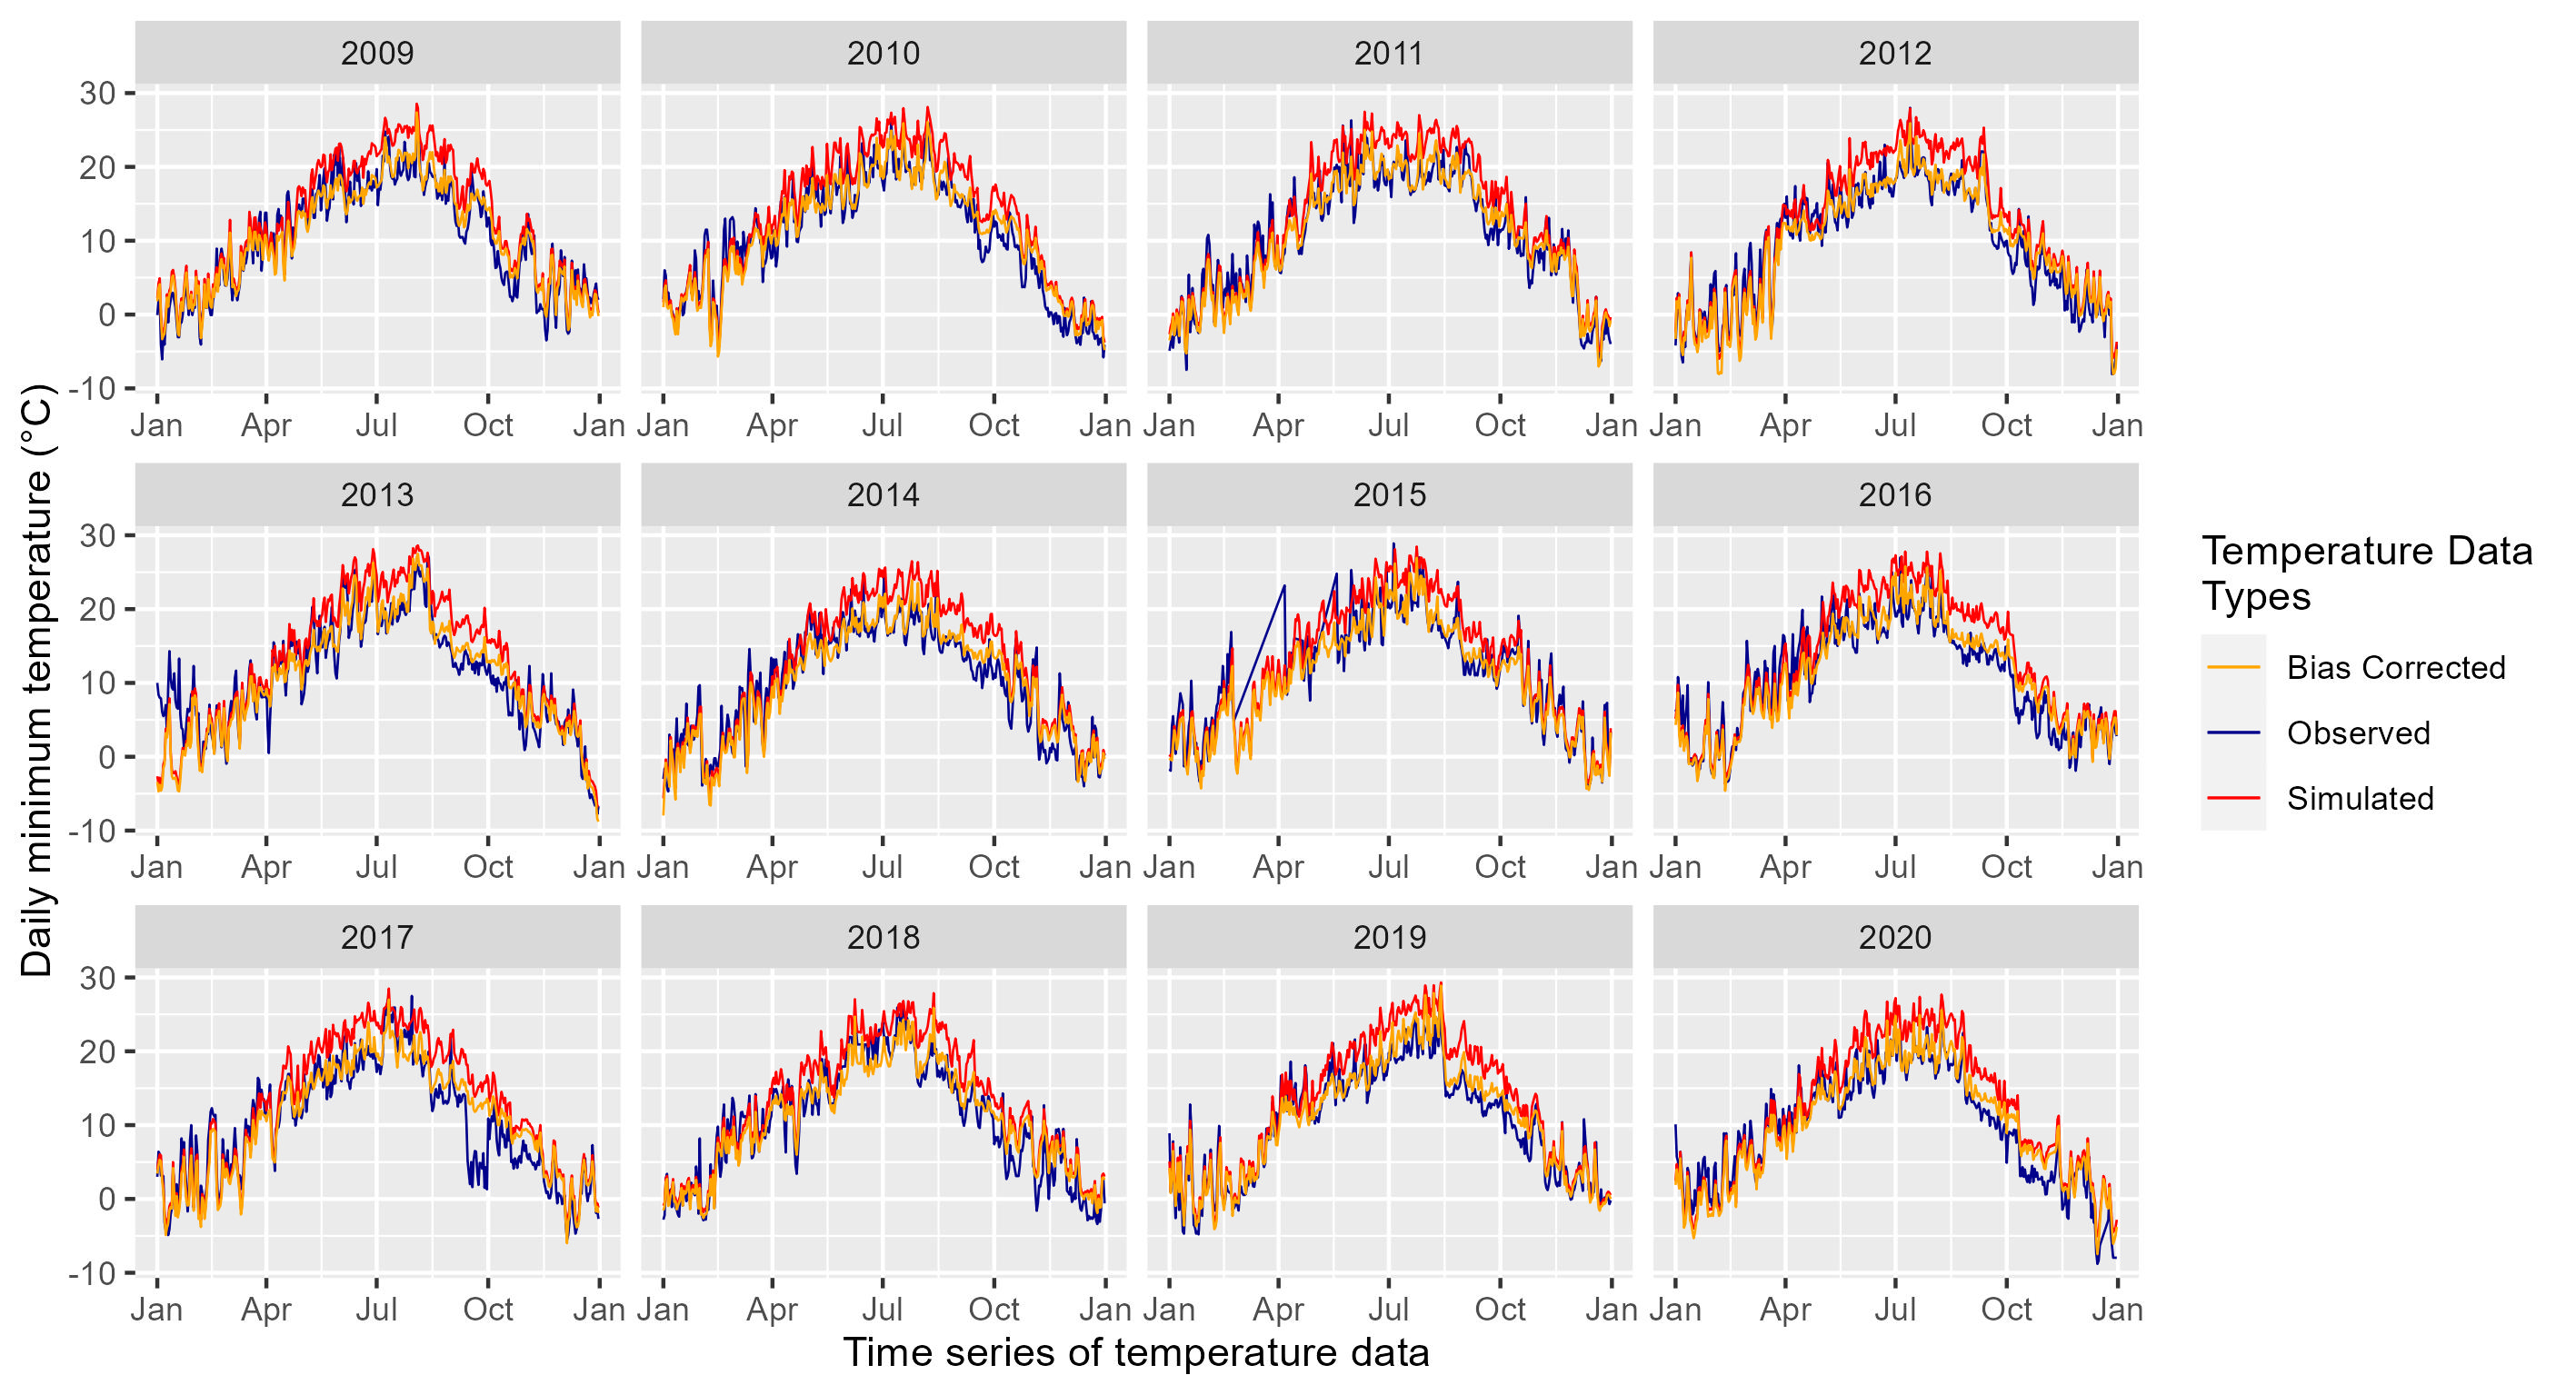 2009 2010 2011 2012
30
20
10
0
-10
Jan Apr Jul Oct Jan Jan Apr Jul Oct Jan Jan Apr Jul Oct Jan Jan Apr Jul Oct Jan
2013 2014 2015 2016
30
20
10
0
-10
Jan Apr Jul Oct Jan Jan Apr Jul Oct Jan Jan Apr Jul Oct Jan Jan Apr Jul Oct Jan
2017 2018 2019 2020
30
20
10
0
-10
Jan Apr Jul Oct Jan Jan Apr Jul Oct Jan Jan Apr Jul Oct Jan Jan Apr Jul Oct Jan
Daily minimum temperature (°C)
Time series of temperature data
Temperature Data
Types
Bias Corrected
Observed
Simulated